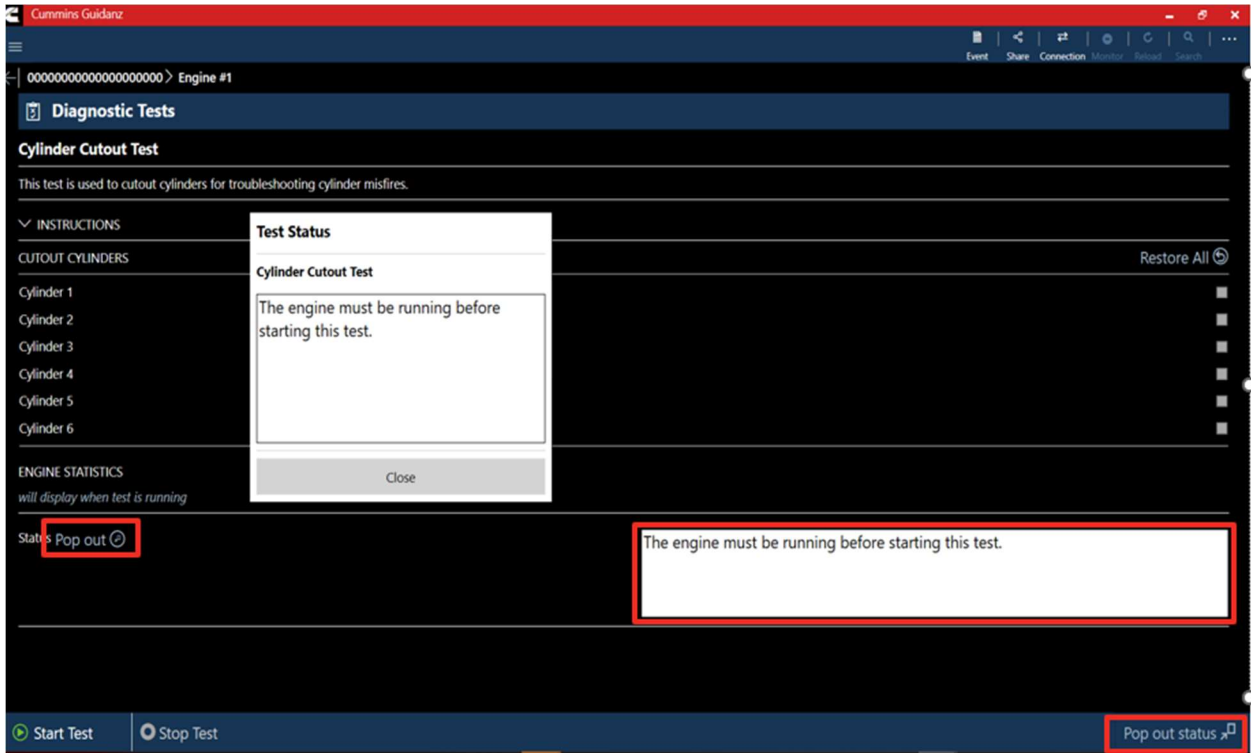 Cummins Guidanz
Event Share Connection Monitor Reload Search
00000000000000000000 > Engine #1
Diagnostic Tests
Cylinder Cutout Test
This test is used to cutout cylinders for troubleshooting cylinder misfires.
INSTRUCTIONS
CUTOUT CYLINDERS
Restore All
Cylinder 1
Cylinder 2
Cylinder 3
Cylinder 4
Cylinder 5
Cylinder 6
Test Status
Cylinder Cutout Test
The engine must be running before
starting this test.
Close
ENGINE STATISTICS
will display when test is running
Status Pop out
The engine must be running before starting this test.
Start Test
Stop Test
Pop out status